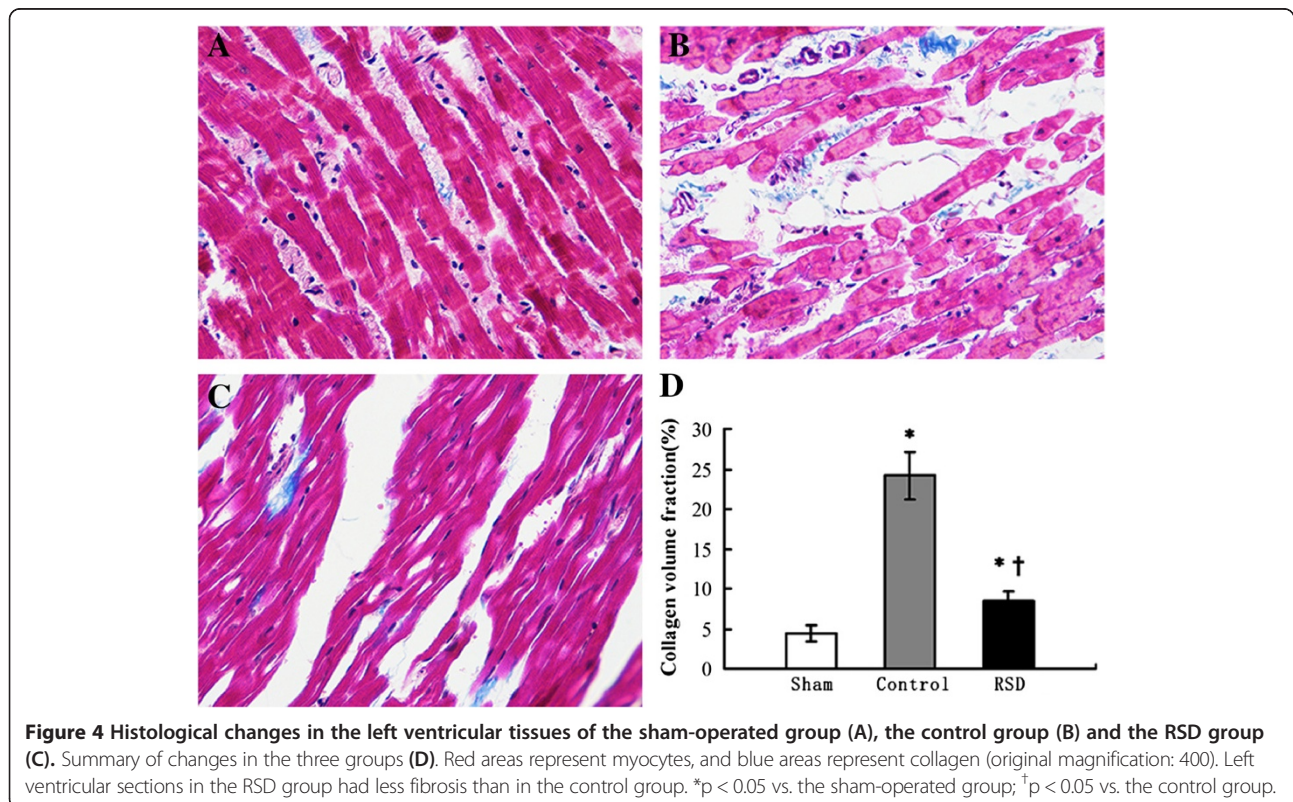 A
B
C
D
Collagen volume fraction(%)
30
25
20
15
10
5
0
*
* †
Sham Control RSD
Figure 4 Histological changes in the left ventricular tissues of the sham-operated group (A), the control group (B) and the RSD group
(C). Summary of changes in the three groups (D). Red areas represent myocytes, and blue areas represent collagen (original magnification: 400). Left
ventricular sections in the RSD group had less fibrosis than in the control group. *p < 0.05 vs. the sham-operated group; †p < 0.05 vs. the control group.